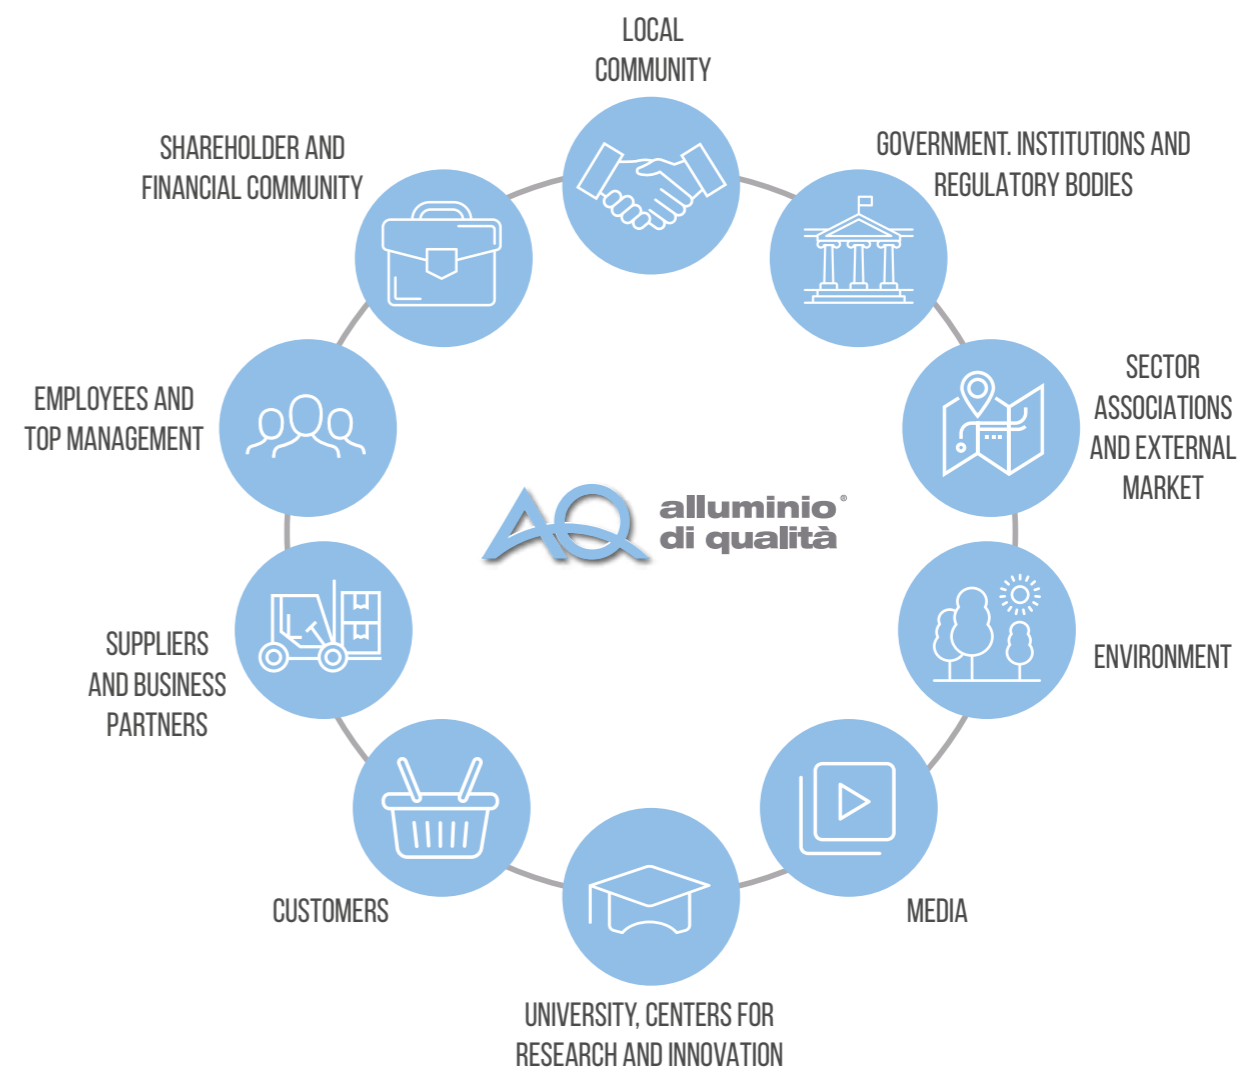 LOCAL
COMMUNITY
GOVERNMENT. INSTITUTIONS AND
REGULATORY BODIES
SHAREHOLDER AND
FINANCIAL COMMUNITY
SECTOR
ASSOCIATIONS
AND EXTERNAL
MARKET
EMPLOYEES AND
TOP MANAGEMENT
AQ alluminio®
di qualità
SUPPLIERS
AND BUSINESS
PARTNERS
ENVIRONMENT
CUSTOMERS
MEDIA
UNIVERSITY, CENTERS FOR
RESEARCH AND INNOVATION